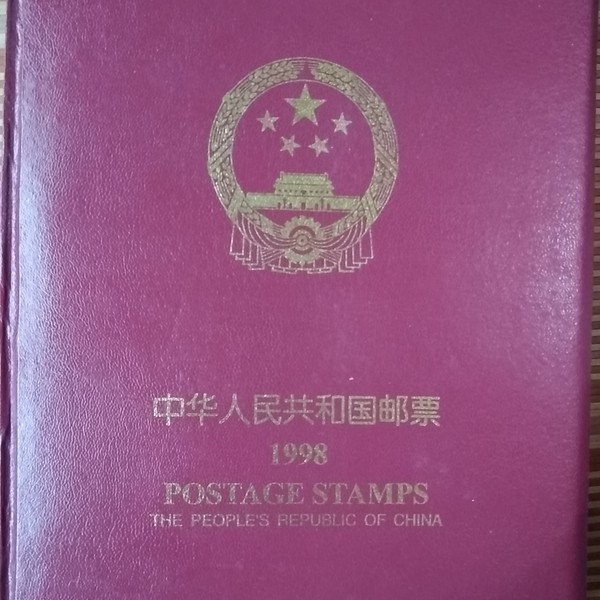 中华人民共和国邮票
1998
POSTAGE STAMPS
THE PEOPLE'S REPUBLIC OF CHINA